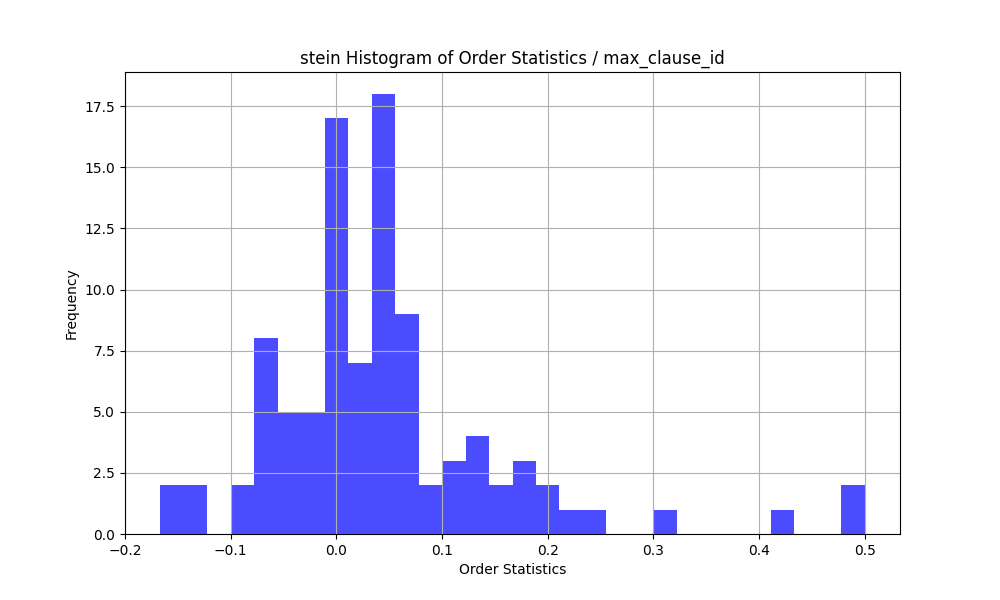 stein Histogram of Order Statistics / max_clause_id
17.5
15.0
12.5
10.0
7.5
5.0
2.5
0.0
Frequency
−0.2 −0.1 0.0 0.1 0.2 0.3 0.4 0.5
Order Statistics